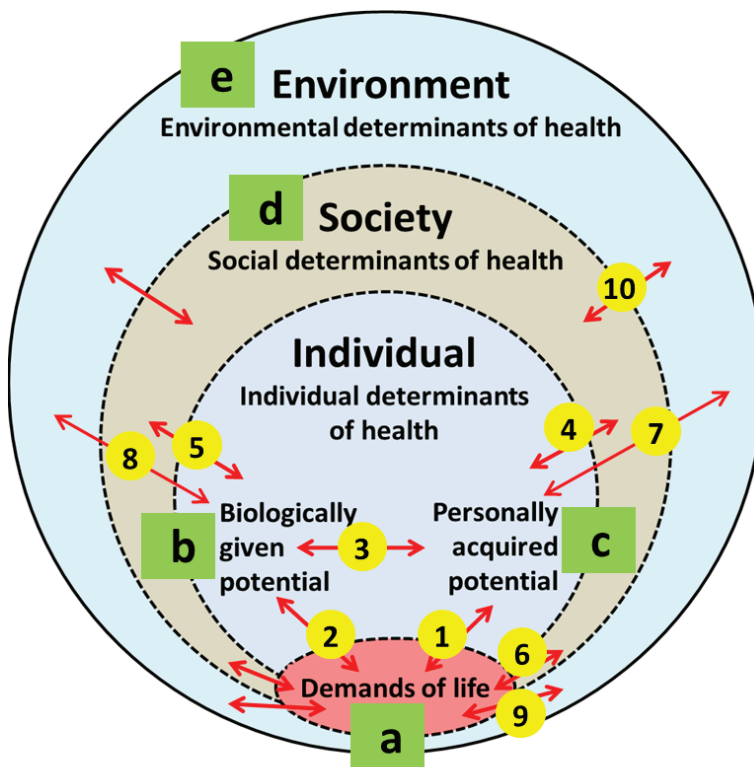 e
Environment
Environmental determinants of health
d
Society
Social determinants of health
10
Individual
Individual determinants
of health
4
7
5
8
b
Biologically
given
potential
3
Personally
acquired
potential
c
2
1
6
Demands of life
9
a